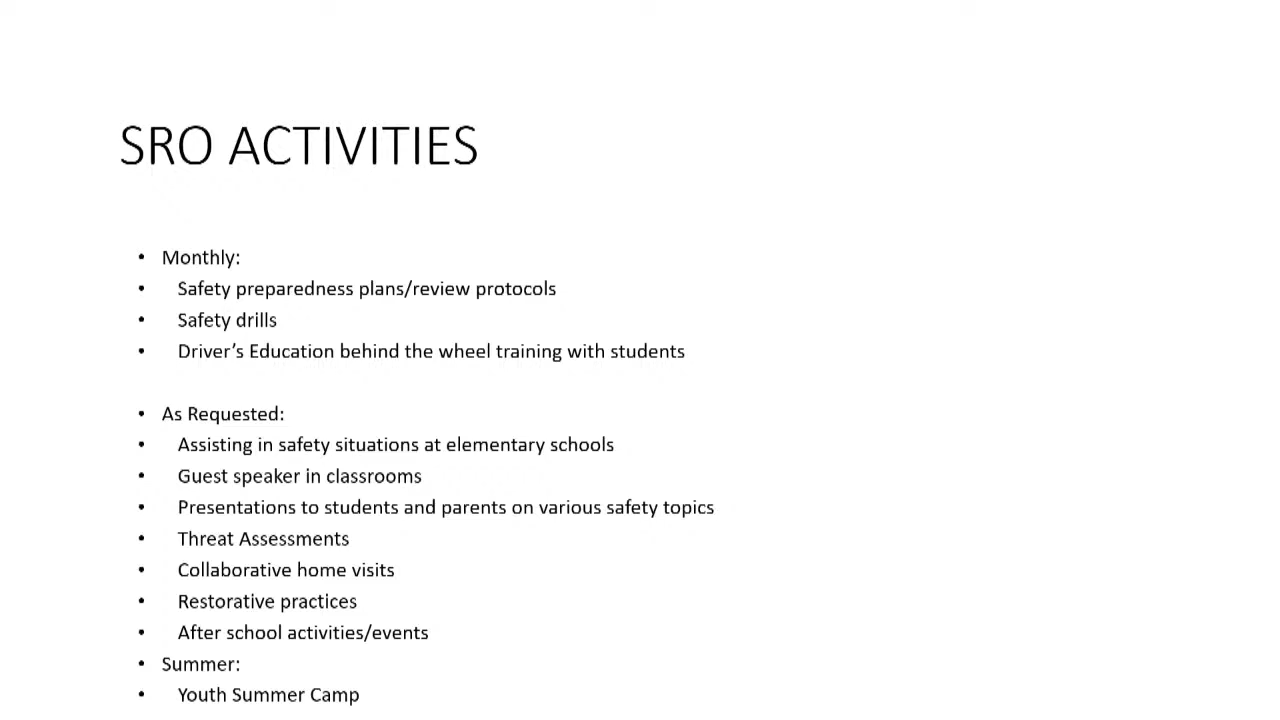 SRO ACTIVITIES
• Monthly:
• Safety preparedness plans/review protocols
• Safety drills
• Driver’s Education behind the wheel training with students
• As Requested:
• Assisting in safety situations at elementary schools
• Guest speaker in classrooms
• Presentations to students and parents on various safety topics
• Threat Assessments
• Collaborative home visits
• Restorative practices
• After school activities/events
• Summer:
• Youth Summer Camp